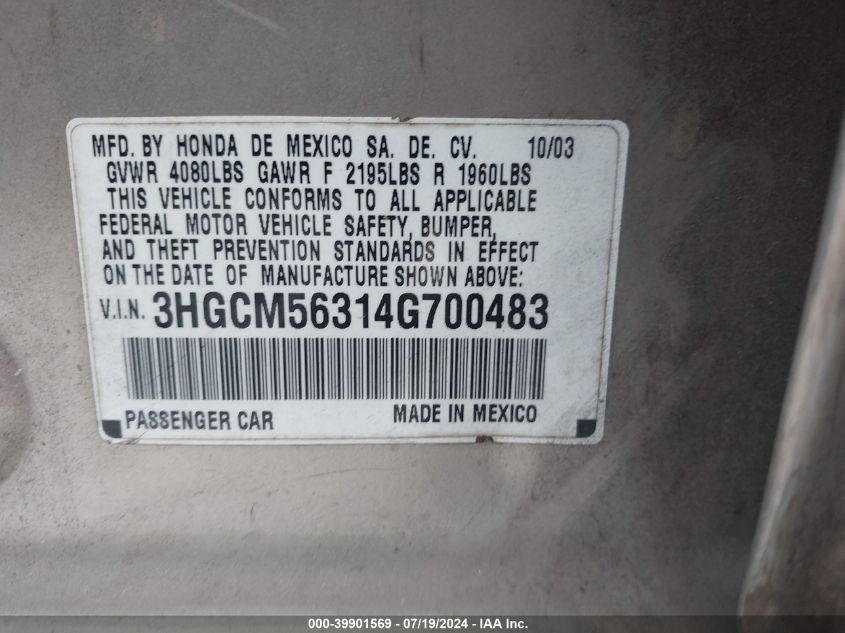 MFD. BY HONDA DE MEXICO SA. DE. CV. 10/03
GVWR 4080LBS GAWR F 2195LBS R 1960LBS
THIS VEHICLE CONFORMS TO ALL APPLICABLE
FEDERAL MOTOR VEHICLE SAFETY, BUMPER,
AND THEFT PREVENTION STANDARDS IN EFFECT
ON THE DATE OF MANUFACTURE SHOWN ABOVE:
V.I.N. 3HGCM56314G700483
PASSENGER CAR MADE IN MEXICO
000-39901569 - 07/19/2024 - IAA Inc.